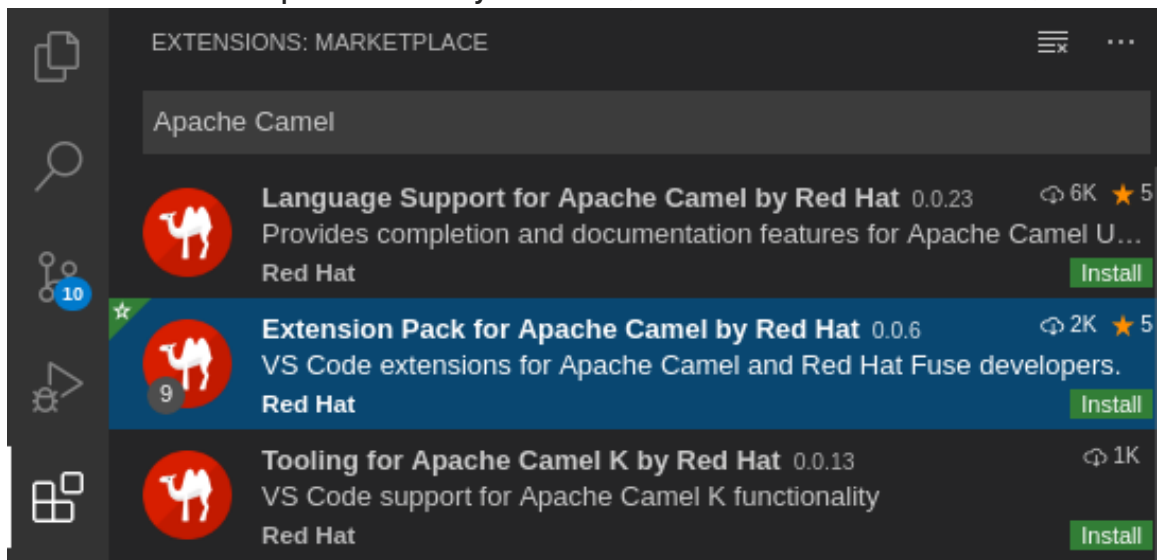 EXTENSIONS: MARKETPLACE
Apache Camel
Language Support for Apache Camel by Red Hat 0.0.23 6K 5
Provides completion and documentation features for Apache Camel U...
Red Hat Install
10
Extension Pack for Apache Camel by Red Hat 0.0.6 2K 5
VS Code extensions for Apache Camel and Red Hat Fuse developers.
9
Red Hat Install
Tooling for Apache Camel K by Red Hat 0.0.13 1K
VS Code support for Apache Camel K functionality
Red Hat Install